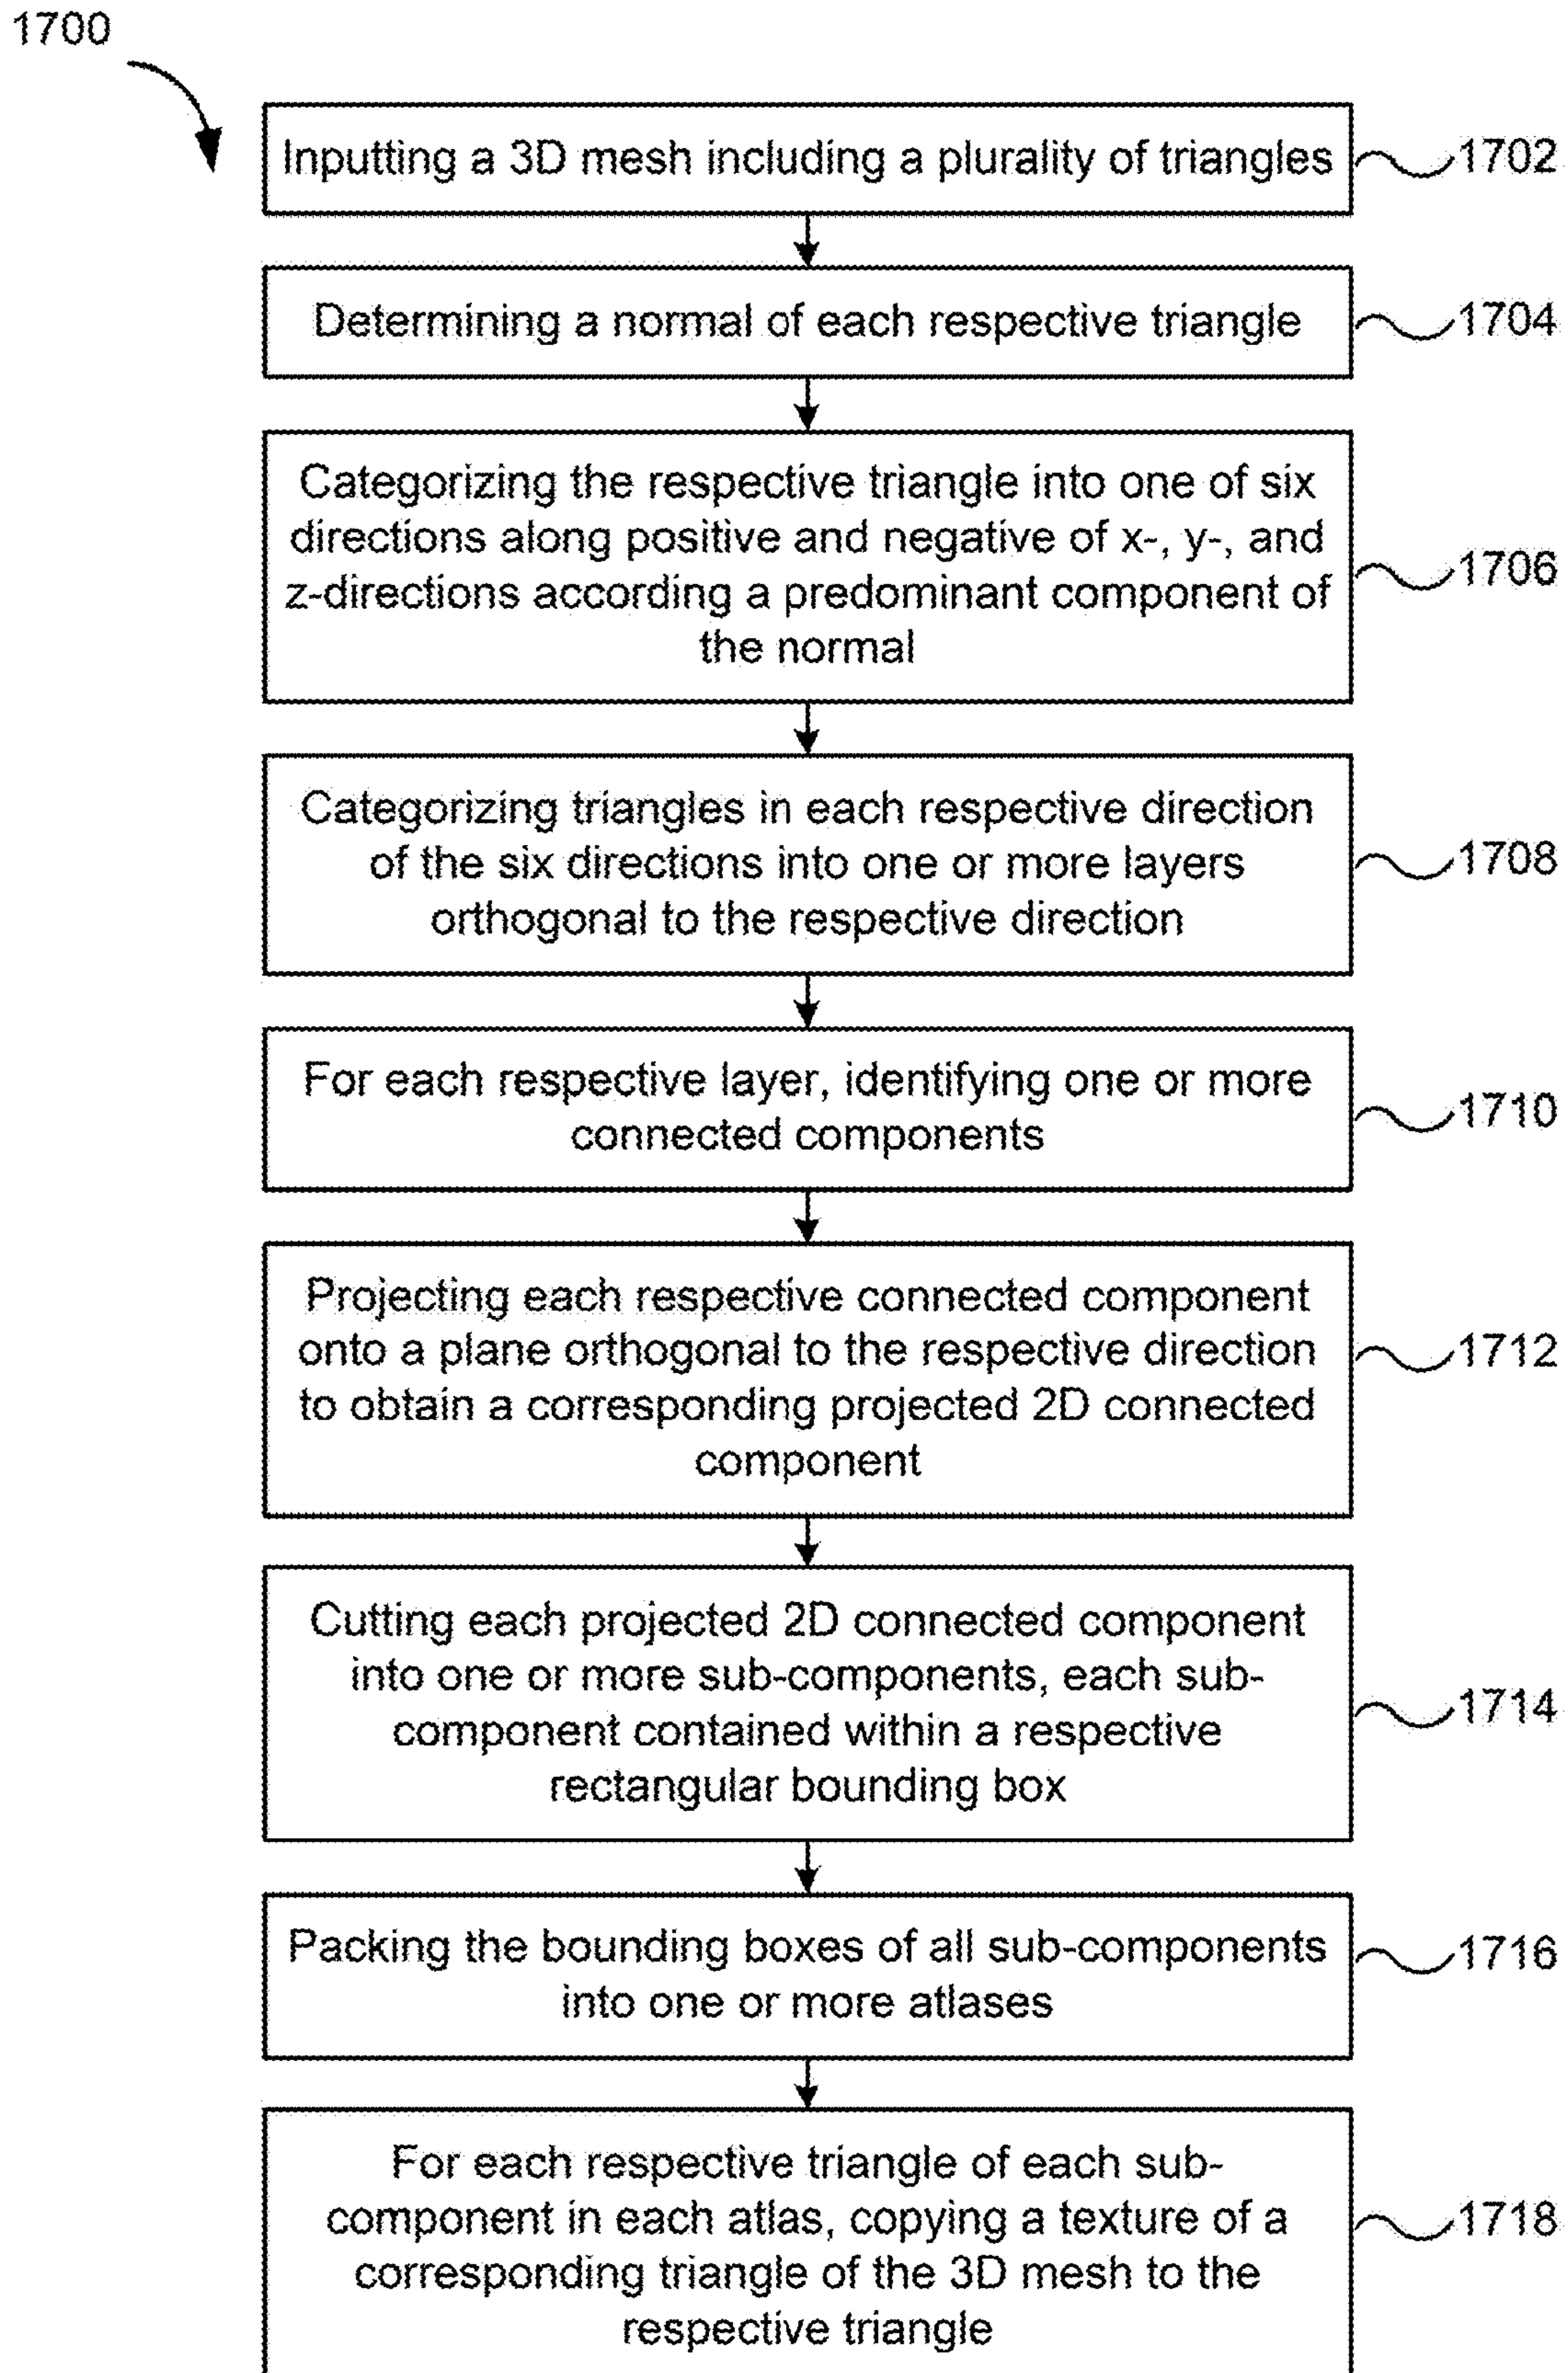 1700
Inputting a 3D mesh including a plurality of triangles
1702
Determining a normal of each respective triangle
1704
Categorizing the respective triangle into one of six
directions along positive and negative of x-, y-, and
z-directions according a predominant component of
the normal
1706
Categorizing triangles in each respective direction
of the six directions into one or more layers
orthogonal to the respective direction
1708
For each respective layer, identifying one or more
connected components
1710
Projecting each respective connected component
onto a plane orthogonal to the respective direction
to obtain a corresponding projected 2D connected
component
1712
Cutting each projected 2D connected component
into one or more sub-components, each sub-
component contained within a respective
rectangular bounding box
1714
Packing the bounding boxes of all sub-components
into one or more atlases
1716
For each respective triangle of each sub-
component in each atlas, copying a texture of a
corresponding triangle of the 3D mesh to the
respective triangle
1718